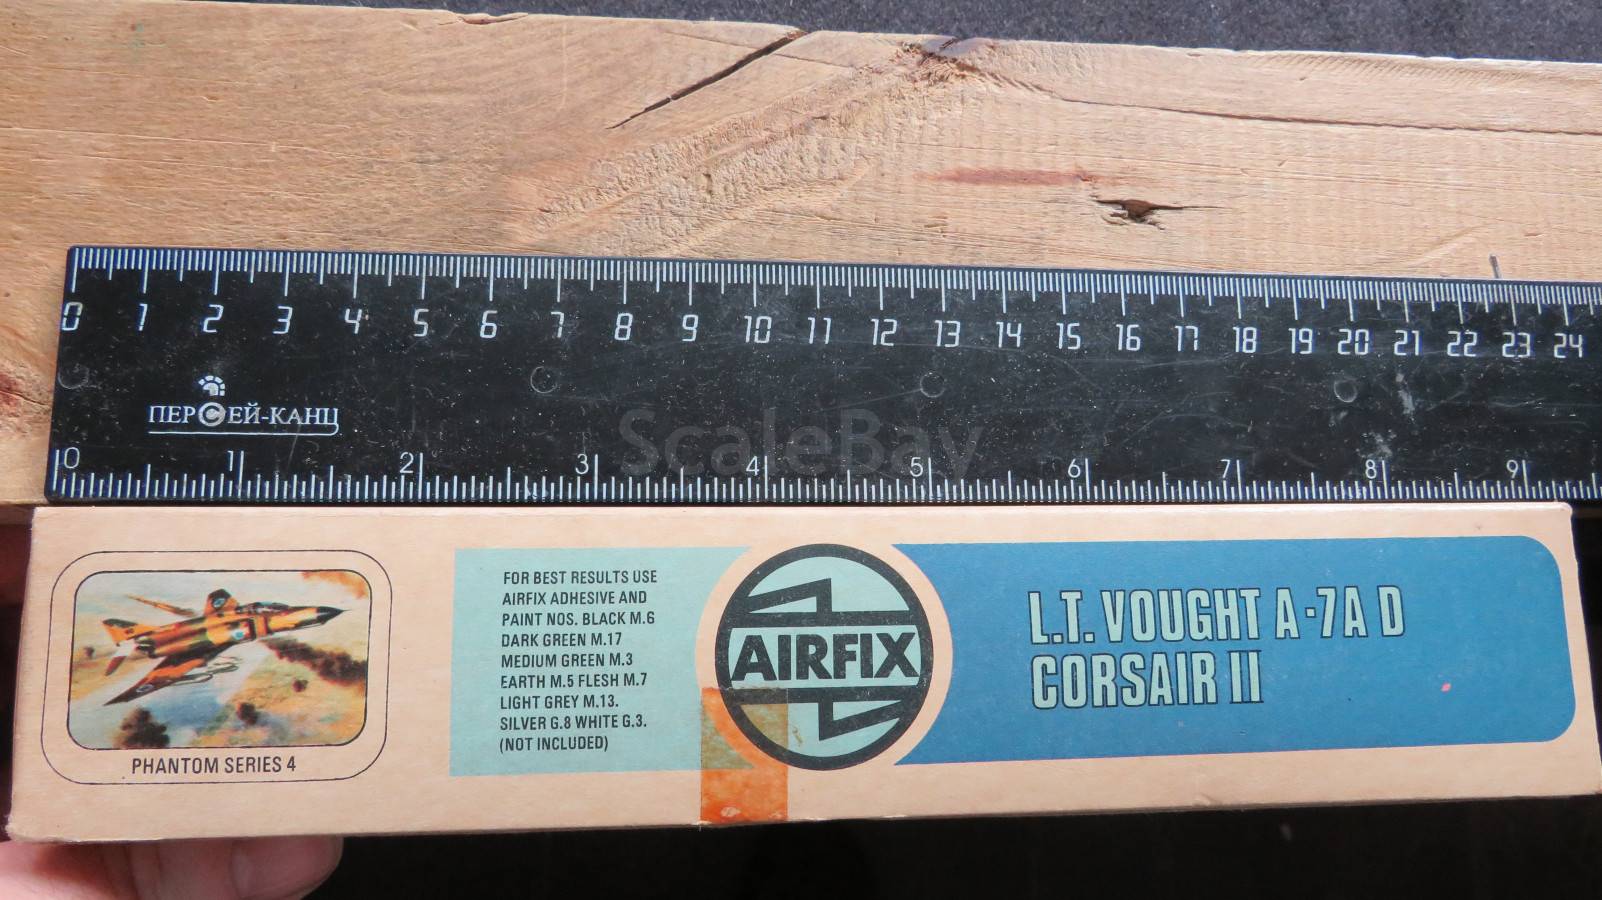 0 1 2 3 4 5 6 7 8 9 10 11 12 13 14 15 16 17 18 19 20 21 22 23 24
ПЕРСЕЙ-КАНЦ
ScaleBay
0 1 2 3 4 5 6 7 8 9
FOR BEST RESULTS USE
AIRFIX ADHESIVE AND
PAINT NOS. BLACK M.6
DARK GREEN M.17
MEDIUM GREEN M.3
EARTH M.5 FLESH M.7
LIGHT GREY M.13.
SILVER G.8 WHITE G.3.
(NOT INCLUDED)
PHANTOM SERIES 4
AIRFIX
L.T. VOUGHT A-7A D
CORSAIR II